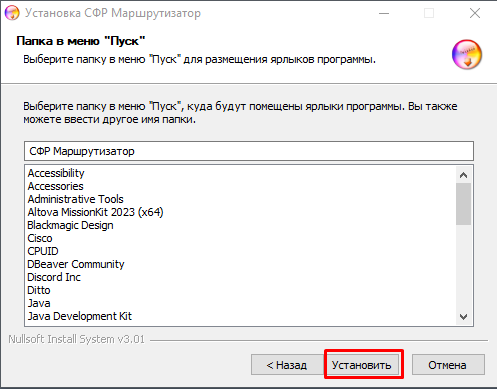 Установка СФР Маршрутизатор
Папка в меню "Пуск"
Выберите папку в меню "Пуск" для размещения ярлыков программы.
Выберите папку в меню "Пуск", куда будут помещены ярлыки программы. Вы также
можете ввести другое имя папки.
СФР Маршрутизатор
Accessibility
Accessories
Administrative Tools
Altova MissionKit 2023 (x64)
Blackmagic Design
Cisco
CPUID
DBeaver Community
Discord Inc
Ditto
Java
Java Development Kit
Nullsoft Install System v3.01
< Назад Установить Отмена